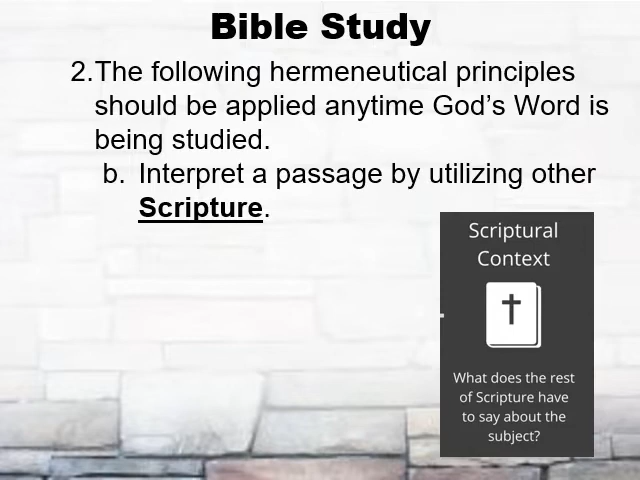 Bible Study
2.The following hermeneutical principles
should be applied anytime God’s Word is
being studied.
b. Interpret a passage by utilizing other
Scripture.
Scriptural
Context
What does the rest
of Scripture have
to say about the
subject?